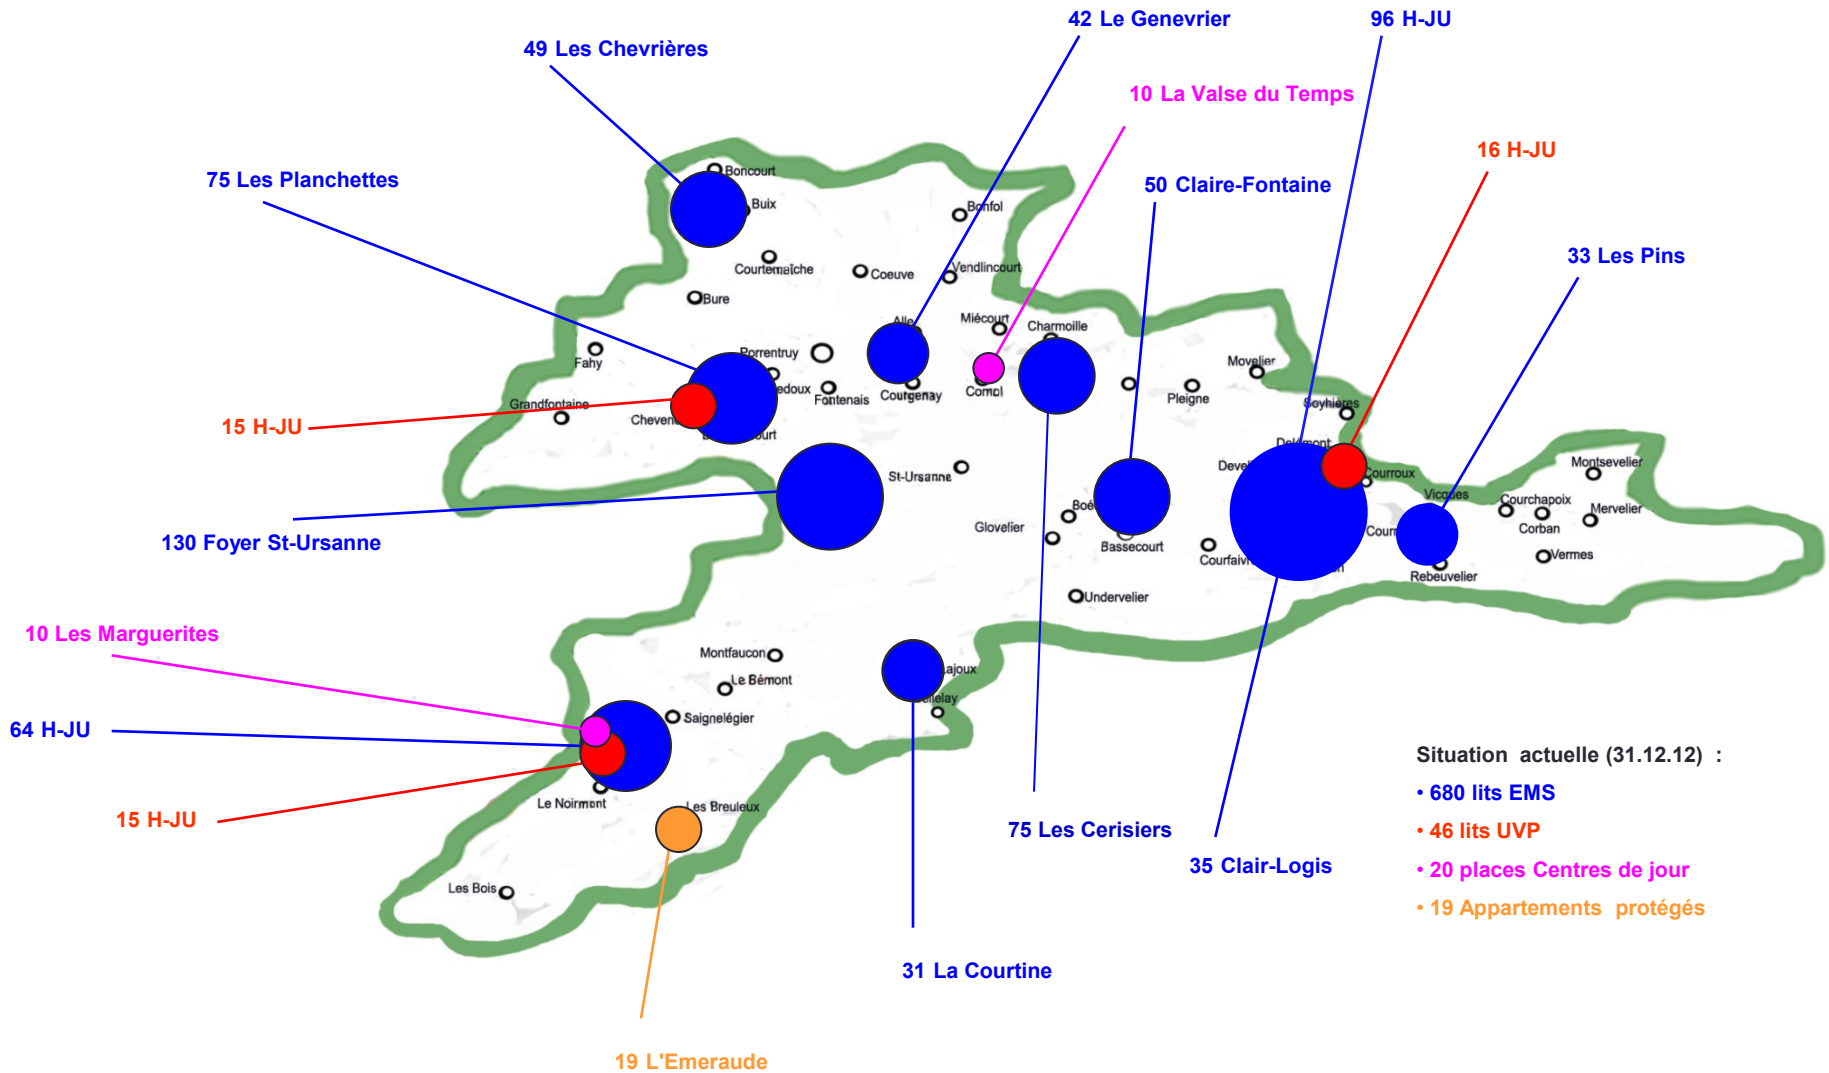 42 Le Genevrier
96 H-JU
49 Les Chevrières
10 La Valse du Temps
16 H-JU
75 Les Planchettes
50 Claire-Fontaine
33 Les Pins
Boncourt
Buix
Bonfol
Courtemaîche
Coeuve
Vendlincourt
Bure
Alle
Miécourt
Charmoille
Fahy
Porrentruy
Movelier
Pleigne
Grandfontaine
Fontenais
Courgenay
Cornol
Soyhières
15 H-JU
Delémont
St-Ursanne
Courroux
Montsevelier
Vicques
Courchapoix
Mervelier
Corban
Glovelier
Bassecourt
Vermes
Rebeuvelier
130 Foyer St-Ursanne
Undervelier
10 Les Marguerites
Montfaucon
Le Bémont
Saignelégier
64 H-JU
Le Noirmont
Les Breuleux
15 H-JU
Les Bois
75 Les Cerisiers
35 Clair-Logis
31 La Courtine
19 L'Emeraude
Situation actuelle (31.12.12) :
• 680 lits EMS
• 46 lits UVP
• 20 places Centres de jour
• 19 Appartements protégés